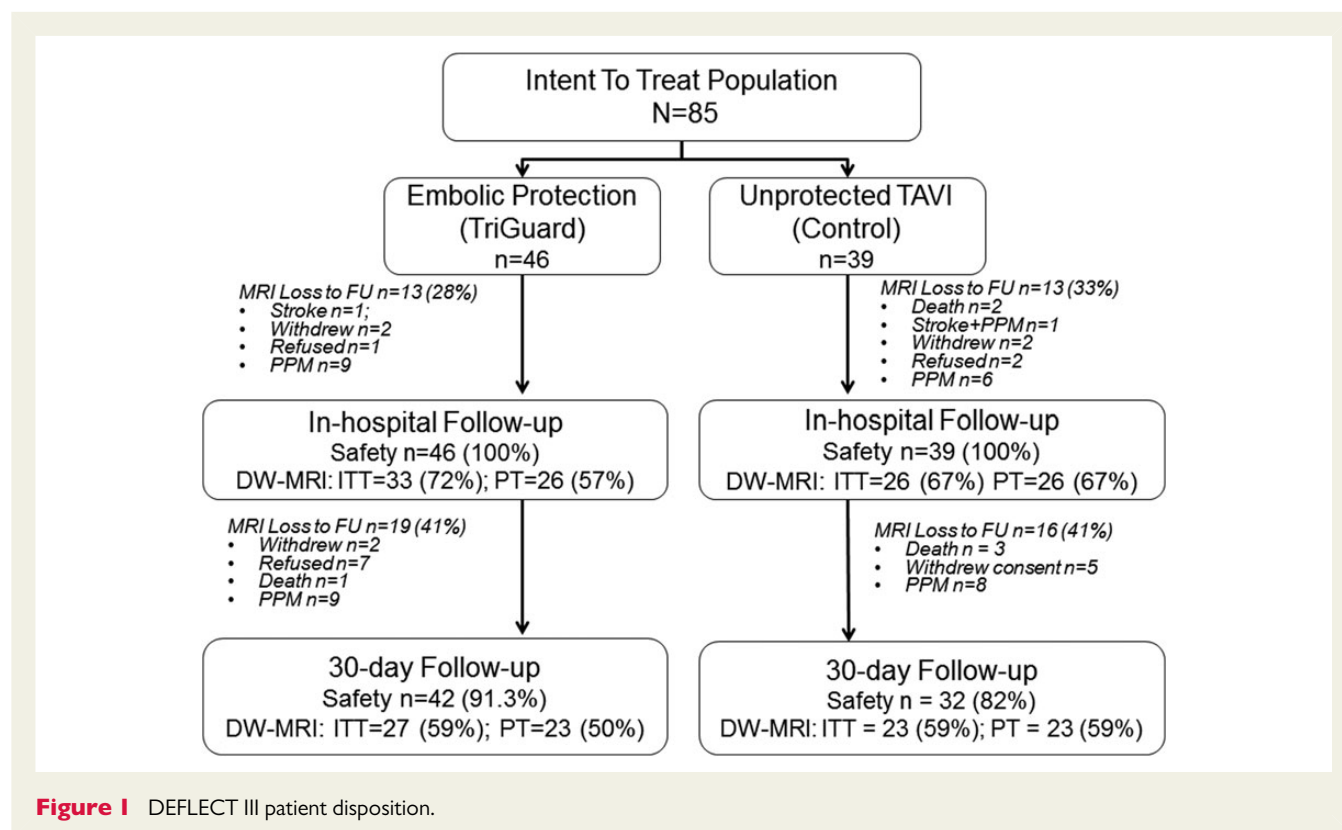 Intent To Treat Population
N=85
Embolic Protection
(TriGuard)
n=46
Unprotected TAVI
(Control)
n=39
MRI Loss to FU n=13 (28%)
• Stroke n=1;
• Withdrew n=2
• Refused n=1
• PPM n=9
MRI Loss to FU n=13 (33%)
• Death n=2
• Stroke+PPM n=1
• Withdrew n=2
• Refused n=2
• PPM n=6
In-hospital Follow-up
Safety n=46 (100%)
DW-MRI: ITT=33 (72%); PT=26 (57%)
In-hospital Follow-up
Safety n=39 (100%)
DW-MRI: ITT=26 (67%) PT=26 (67%)
MRI Loss to FU n=19 (41%)
• Withdrew n=2
• Refused n=7
• Death n=1
• PPM n=9
MRI Loss to FU n=16 (41%)
• Death n = 3
• Withdrew consent n=5
• PPM n=8
30-day Follow-up
Safety n=42 (91.3%)
DW-MRI: ITT=27 (59%); PT=23 (50%)
30-day Follow-up
Safety n = 32 (82%)
DW-MRI: ITT = 23 (59%); PT = 23 (59%)
Figure 1 DEFLECT III patient disposition.